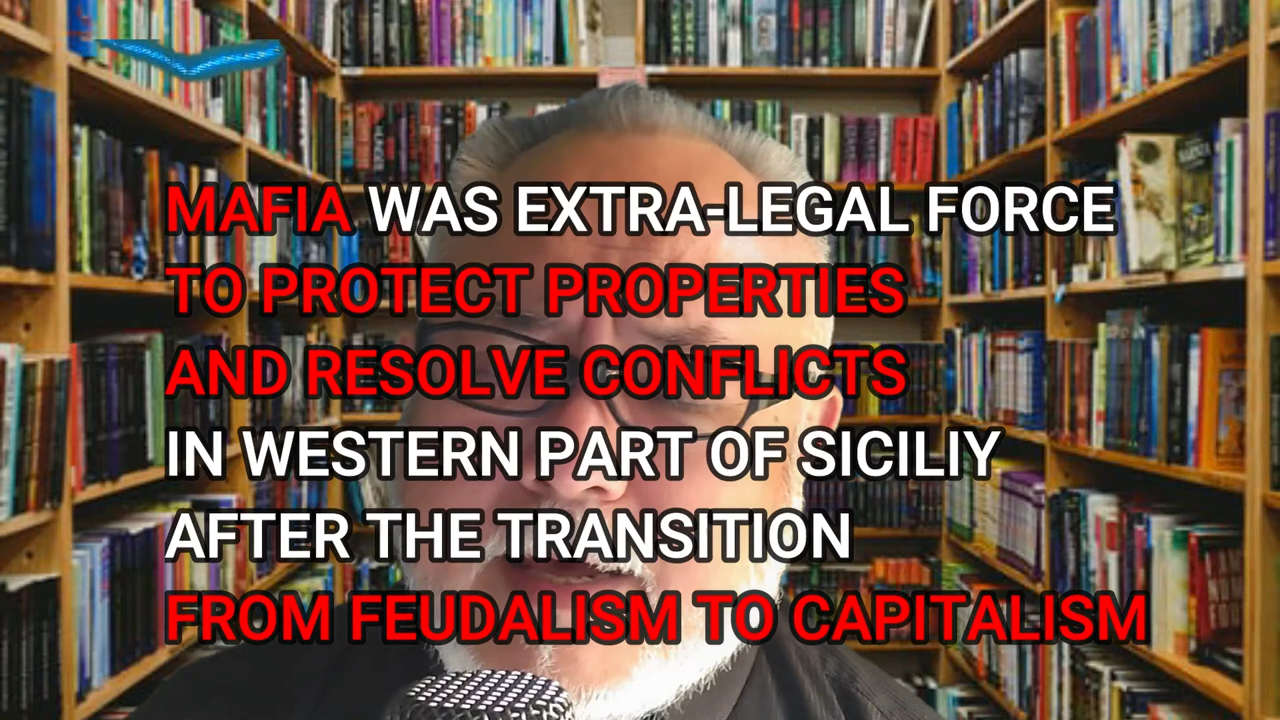 MAFIA WAS EXTRA-LEGAL FORCE
TO PROTECT PROPERTIES
AND RESOLVE CONFLICTS
IN WESTERN PART OF SICILIY
AFTER THE TRANSITION
FROM FEUDALISM TO CAPITALISM